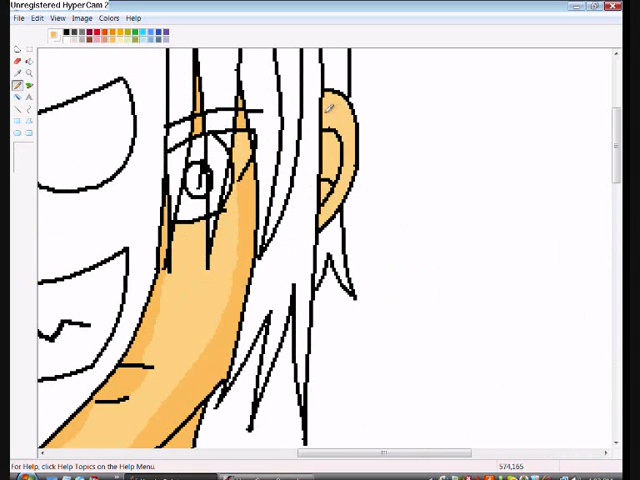 Unregistered HyperCam 2
File Edit View Image Colors Help
For Help, click Help Topics on the Help Menu.
574,165